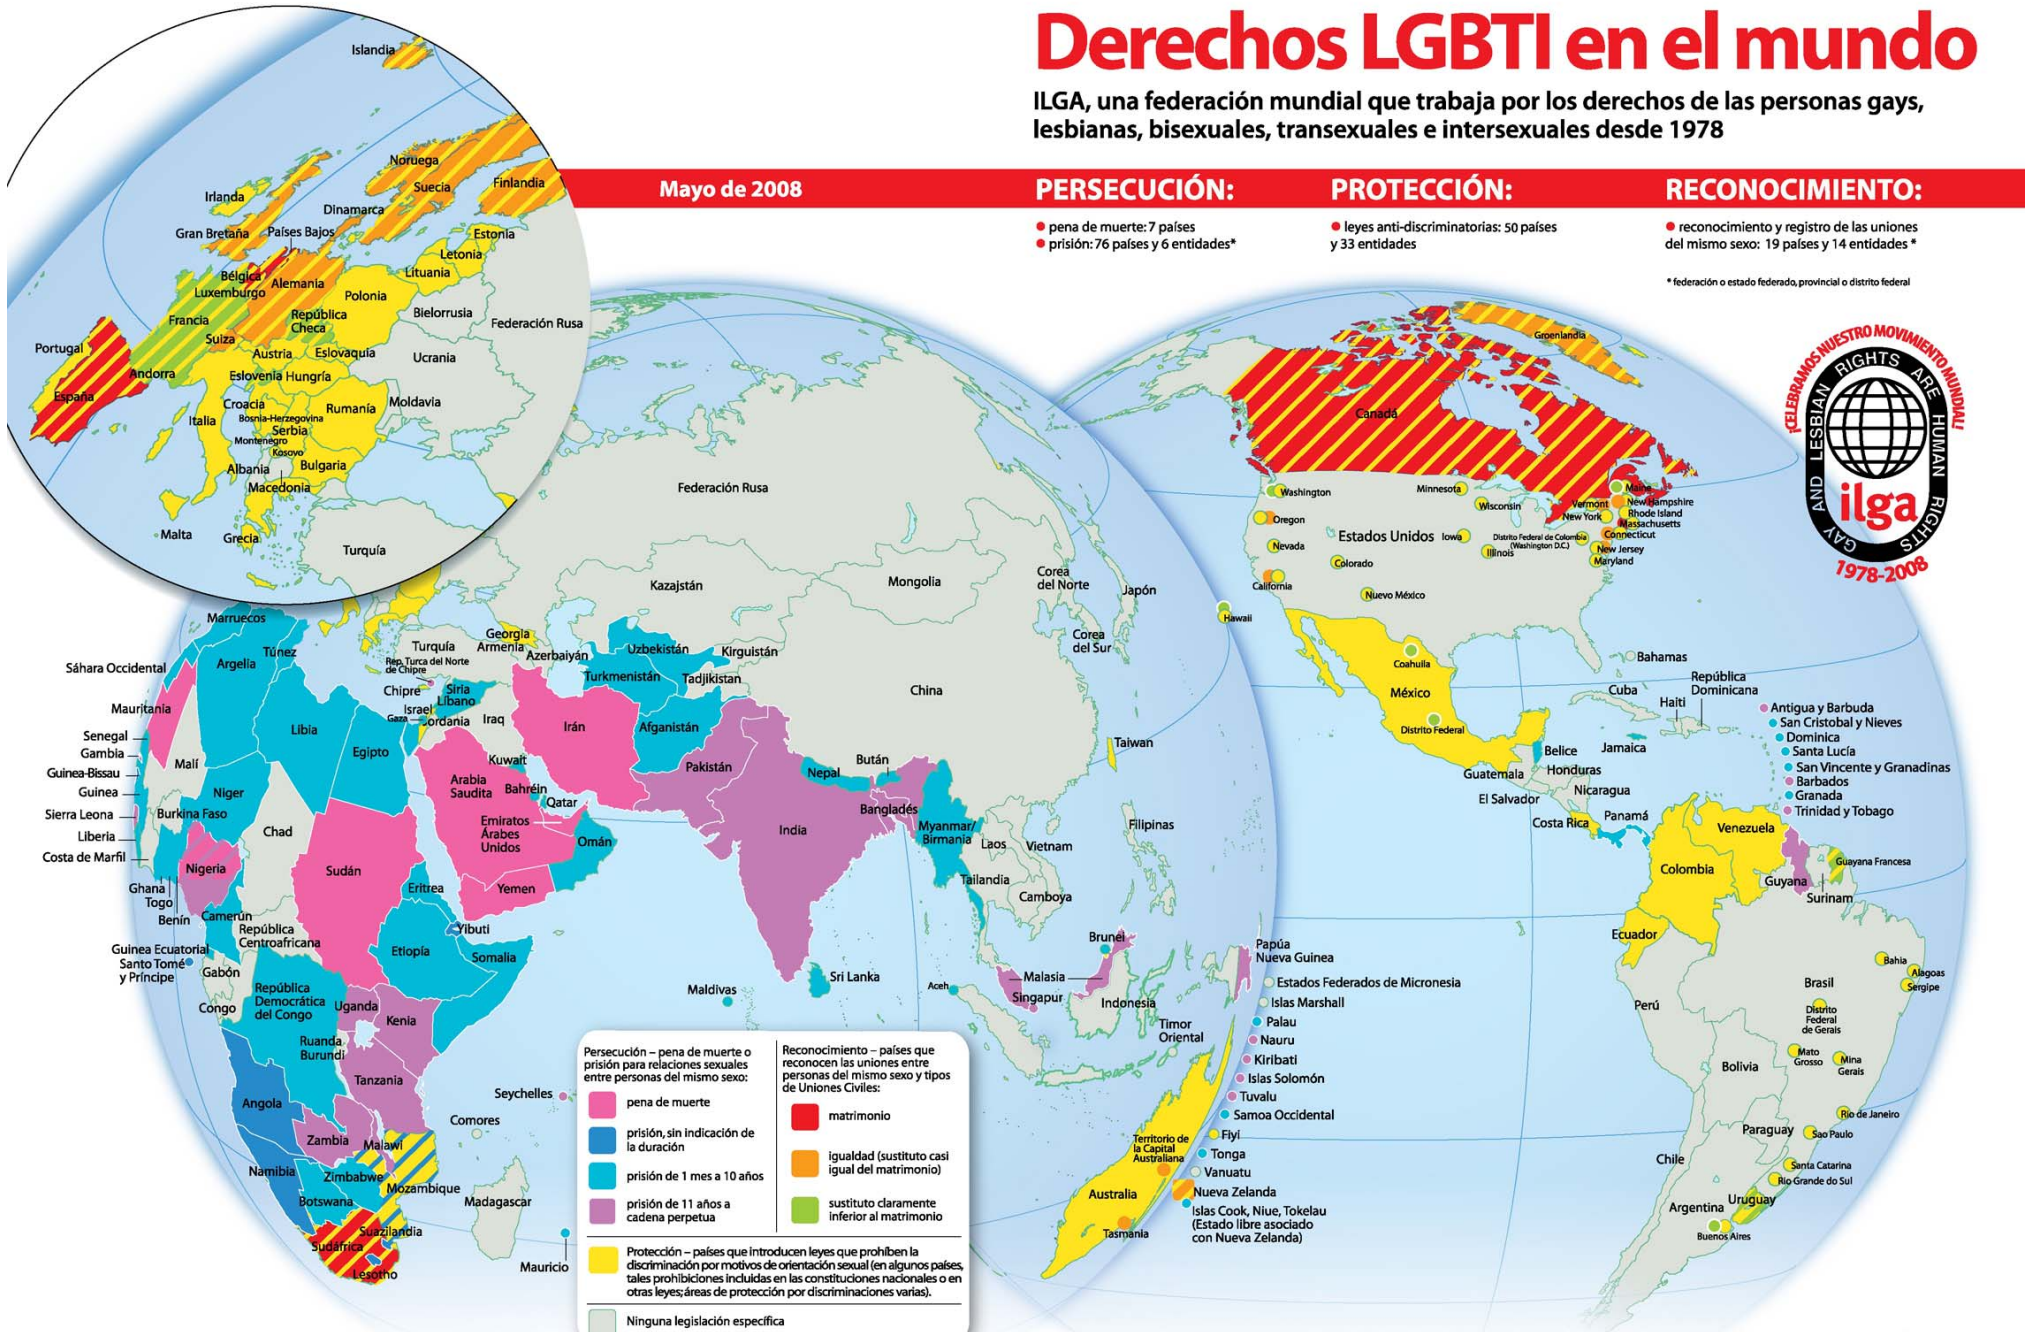 Derechos LGBTI en el mundo
ILGA, una federación mundial que trabaja por los derechos de las personas gays,
lesbianas, bisexuales, transexuales e intersexuales desde 1978
Mayo de 2008
PERSECUCIÓN:
• pena de muerte: 7 países
• prisión: 76 países y 6 entidades*
PROTECCIÓN:
• leyes anti-discriminatorias: 50 países
y 33 entidades
RECONOCIMIENTO:
• reconocimiento y registro de las uniones
del mismo sexo: 19 países y 14 entidades *
* federación o estado federado, provincial o distrito federal
¡CELEBRAMOS NUESTRO MOVIMIENTO MUNDIAL!
GAY AND LESBIAN RIGHTS ARE HUMAN RIGHTS
ilga
1978-2008
Islandia
Noruega
Suecia
Finlandia
Irlanda
Dinamarca
Gran Bretaña
Países Bajos
Estonia
Letonia
Lituania
Bélgica
Luxemburgo
Alemania
Polonia
Bielorrusia
Federación Rusa
Francia
República
Checa
Suiza
Portugal
Austria
Eslovaquia
Ucrania
Andorra
Eslovenia
Hungría
España
Croacia
Rumanía
Moldavia
Italia
Bosnia-Herzegovina
Serbia
Montenegro
Kosovo
Albania
Bulgaria
Macedonia
Malta
Grecia
Turquía
Federación Rusa
Kazajstán
Mongolia
Corea
del Norte
Japón
Corea
del Sur
Marruecos
Túnez
Sáhara Occidental
Argelia
Turquía
Georgia
Armenia
Azerbaiyán
Uzbekistán
Kirguistán
Rep. Turca del Norte
de Chipre
Turkmenistán
Tadjikistan
China
Chipre
Siria
Líbano
Israel
Gaza
Jordania
Iraq
Irán
Afganistán
Mauritania
Libia
Egipto
Senegal
Gambia
Malí
Guinea-Bissau
Guinea
Níger
Sierra Leona
Burkina Faso
Liberia
Chad
Costa de Marfil
Kuwait
Arabia
Saudita
Bahréin
Qatar
Emiratos
Árabes
Unidos
Omán
Pakistán
Nepal
Bután
Bangladés
India
Myanmar/
Birmania
Laos
Vietnam
Taiwan
Filipinas
Tailandia
Camboya
Nigeria
Sudán
Yemen
Eritrea
Ghana
Togo
Benín
Camerún
República
Centroafricana
Yibuti
Etiopía
Somalia
Guinea Ecuatorial
Santo Tomé
y Príncipe
Gabón
Congo
República
Democrática
del Congo
Uganda
Kenia
Ruanda
Burundi
Tanzania
Maldivas
Sri Lanka
Aceh
Brunéi
Malasia
Singapur
Indonesia
Timor
Oriental
Angola
Seychelles
Comores
Zambia
Malawi
Namibia
Zimbabwe
Mozambique
Botswana
Madagascar
Suazilandia
Sudáfrica
Lesotho
Mauricio
Papúa
Nueva Guinea
Estados Federados de Micronesia
Islas Marshall
Palau
Nauru
Kiribati
Islas Solomón
Tuvalu
Samoa Occidental
Fiyi
Tonga
Vanuatu
Nueva Zelanda
Islas Cook, Niue, Tokelau
(Estado libre asociado
con Nueva Zelanda)
Territorio de
la Capital
Australiana
Australia
Tasmania
Groenlandia
Canadá
Washington
Minnesota
Maine
Wisconsin
Vermont
New Hampshire
Oregon
New York
Rhode Island
Massachusetts
Estados Unidos
Iowa
Distrito Federal de Colombia
(Washington D.C.)
Connecticut
Nevada
Illinois
New Jersey
Maryland
Colorado
California
Nuevo México
Hawaii
Coahuila
México
Distrito Federal
Bahamas
Cuba
República
Dominicana
Haití
Antigua y Barbuda
San Cristobal y Nieves
Dominica
Santa Lucía
San Vincente y Granadinas
Barbados
Granada
Trinidad y Tobago
Belice
Jamaica
Guatemala
Honduras
Nicaragua
El Salvador
Costa Rica
Panamá
Venezuela
Colombia
Guyana
Guayana Francesa
Surinam
Ecuador
Perú
Brasil
Bahia
Alagoas
Sergipe
Distrito
Federal
de Gerais
Mato
Grosso
Mina
Gerais
Bolivia
Rio de Janeiro
Paraguay
Sao Paulo
Chile
Santa Catarina
Rio Grande do Sul
Argentina
Uruguay
Buenos Aires
Persecución – pena de muerte o
prisión para relaciones sexuales
entre personas del mismo sexo:
pena de muerte
prisión, sin indicación de
la duración
prisión de 1 mes a 10 años
prisión de 11 años a
cadena perpetua
Reconocimiento – países que
reconocen las uniones entre
personas del mismo sexo y tipos
de Uniones Civiles:
matrimonio
igualdad (sustituto casi
igual del matrimonio)
sustituto claramente
inferior al matrimonio
Protección – países que introducen leyes que prohíben la
discriminación por motivos de orientación sexual (en algunos países,
tales prohibiciones incluidas en las constituciones nacionales o en
otras leyes; áreas de protección por discriminaciones varias).
Ninguna legislación específica